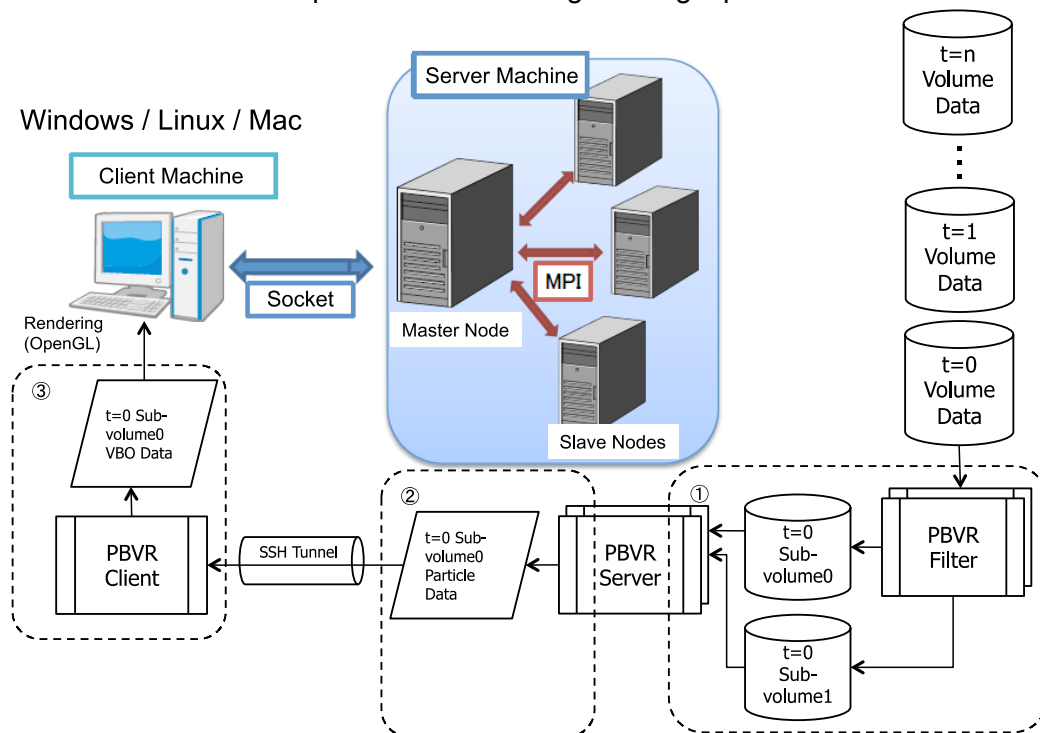 Server Machine
Windows / Linux / Mac
Client Machine
Socket
MPI
Master Node
Slave Nodes
Rendering
(OpenGL)
t=n
Volume
Data
t=1
Volume
Data
t=0
Volume
Data
③
t=0 Sub-
volume0
VBO Data
PBVR
Client
SSH Tunnel
②
t=0 Sub-
volume0
Particle
Data
PBVR
Server
①
t=0
Sub-
volume0
t=0
Sub-
volume1
PBVR
Filter